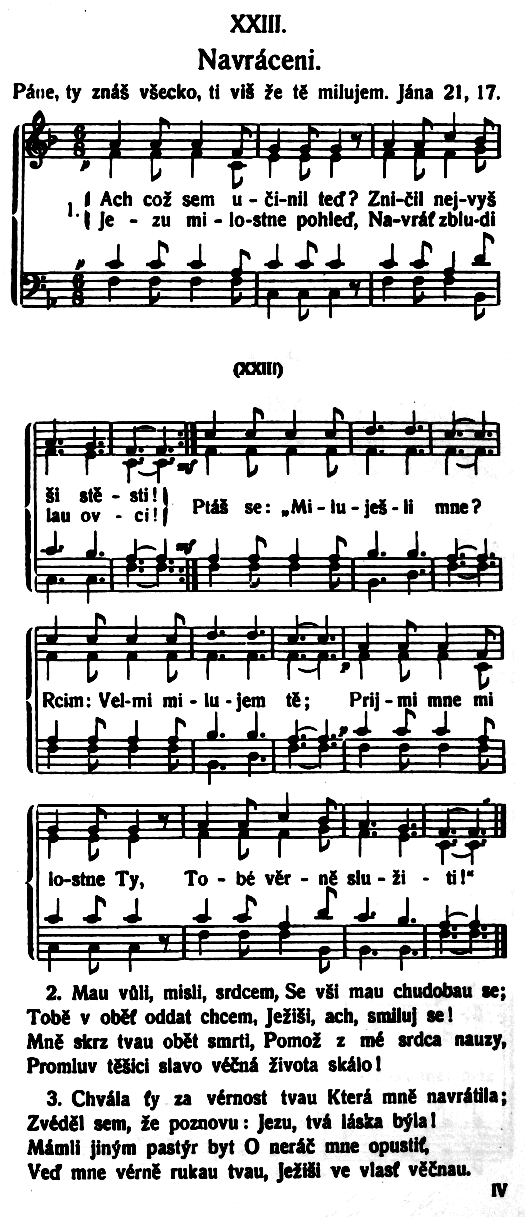 XXIII.
Navráceni.
Páne, ty znáš všecko, ti viš že tě milujem. Jána 21, 17.
p
1. Ach což sem u - či-nil teď? Zni-čil nej-vyš
Je - zu mi - lo-stne pohleď, Na-vráť zblu-di
p
(XXIII)
mf
ši stě - sti! Ptáš se: „Mi - lu - ješ - li mne?
lau ov - ci!
mf
p
Rcim: Vel-mi mi - lu - jem tě; Prij - mi mne mi
p
lo-stne Ty, To - bé věr - ně slu - ži - ti!“
2. Mau vůli, misli, srdcem, Se vši mau chudobau se;
Tobě v oběť oddat chcem, Ježiši, ach, smiluj se!
Mně skrz tvau obět smrti, Pomož z mé srdca nauzy,
Promluv těšici slavo věčná života skálo!
3. Chvála ťy za vérnost tvau Která mně navrátila;
Zvéděl sem, že poznovu: Jezu, tvá láska býla!
Mámli jiným pastýr byt O neráč mne opustiť,
Veď mne vérně rukau tvau, Ježiši ve vlasť věčnau.
IV